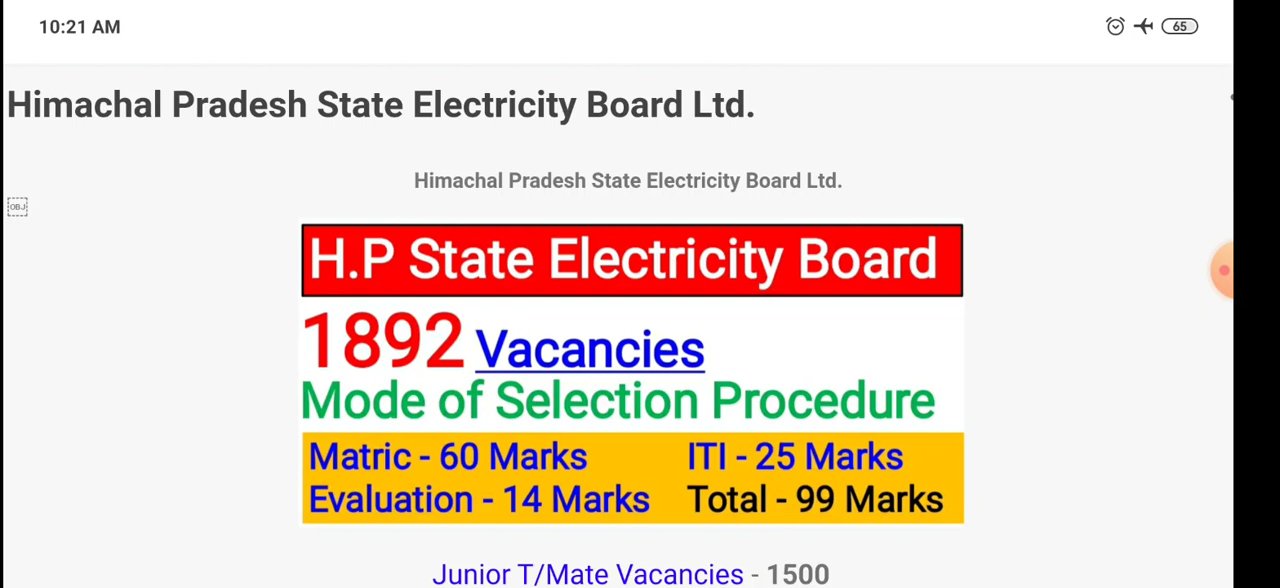 10:21 AM
65
Himachal Pradesh State Electricity Board Ltd.
Himachal Pradesh State Electricity Board Ltd.
OBJ
H.P State Electricity Board
1892 Vacancies
Mode of Selection Procedure
Matric - 60 Marks ITI - 25 Marks
Evaluation - 14 Marks Total - 99 Marks
Junior T/Mate Vacancies - 1500